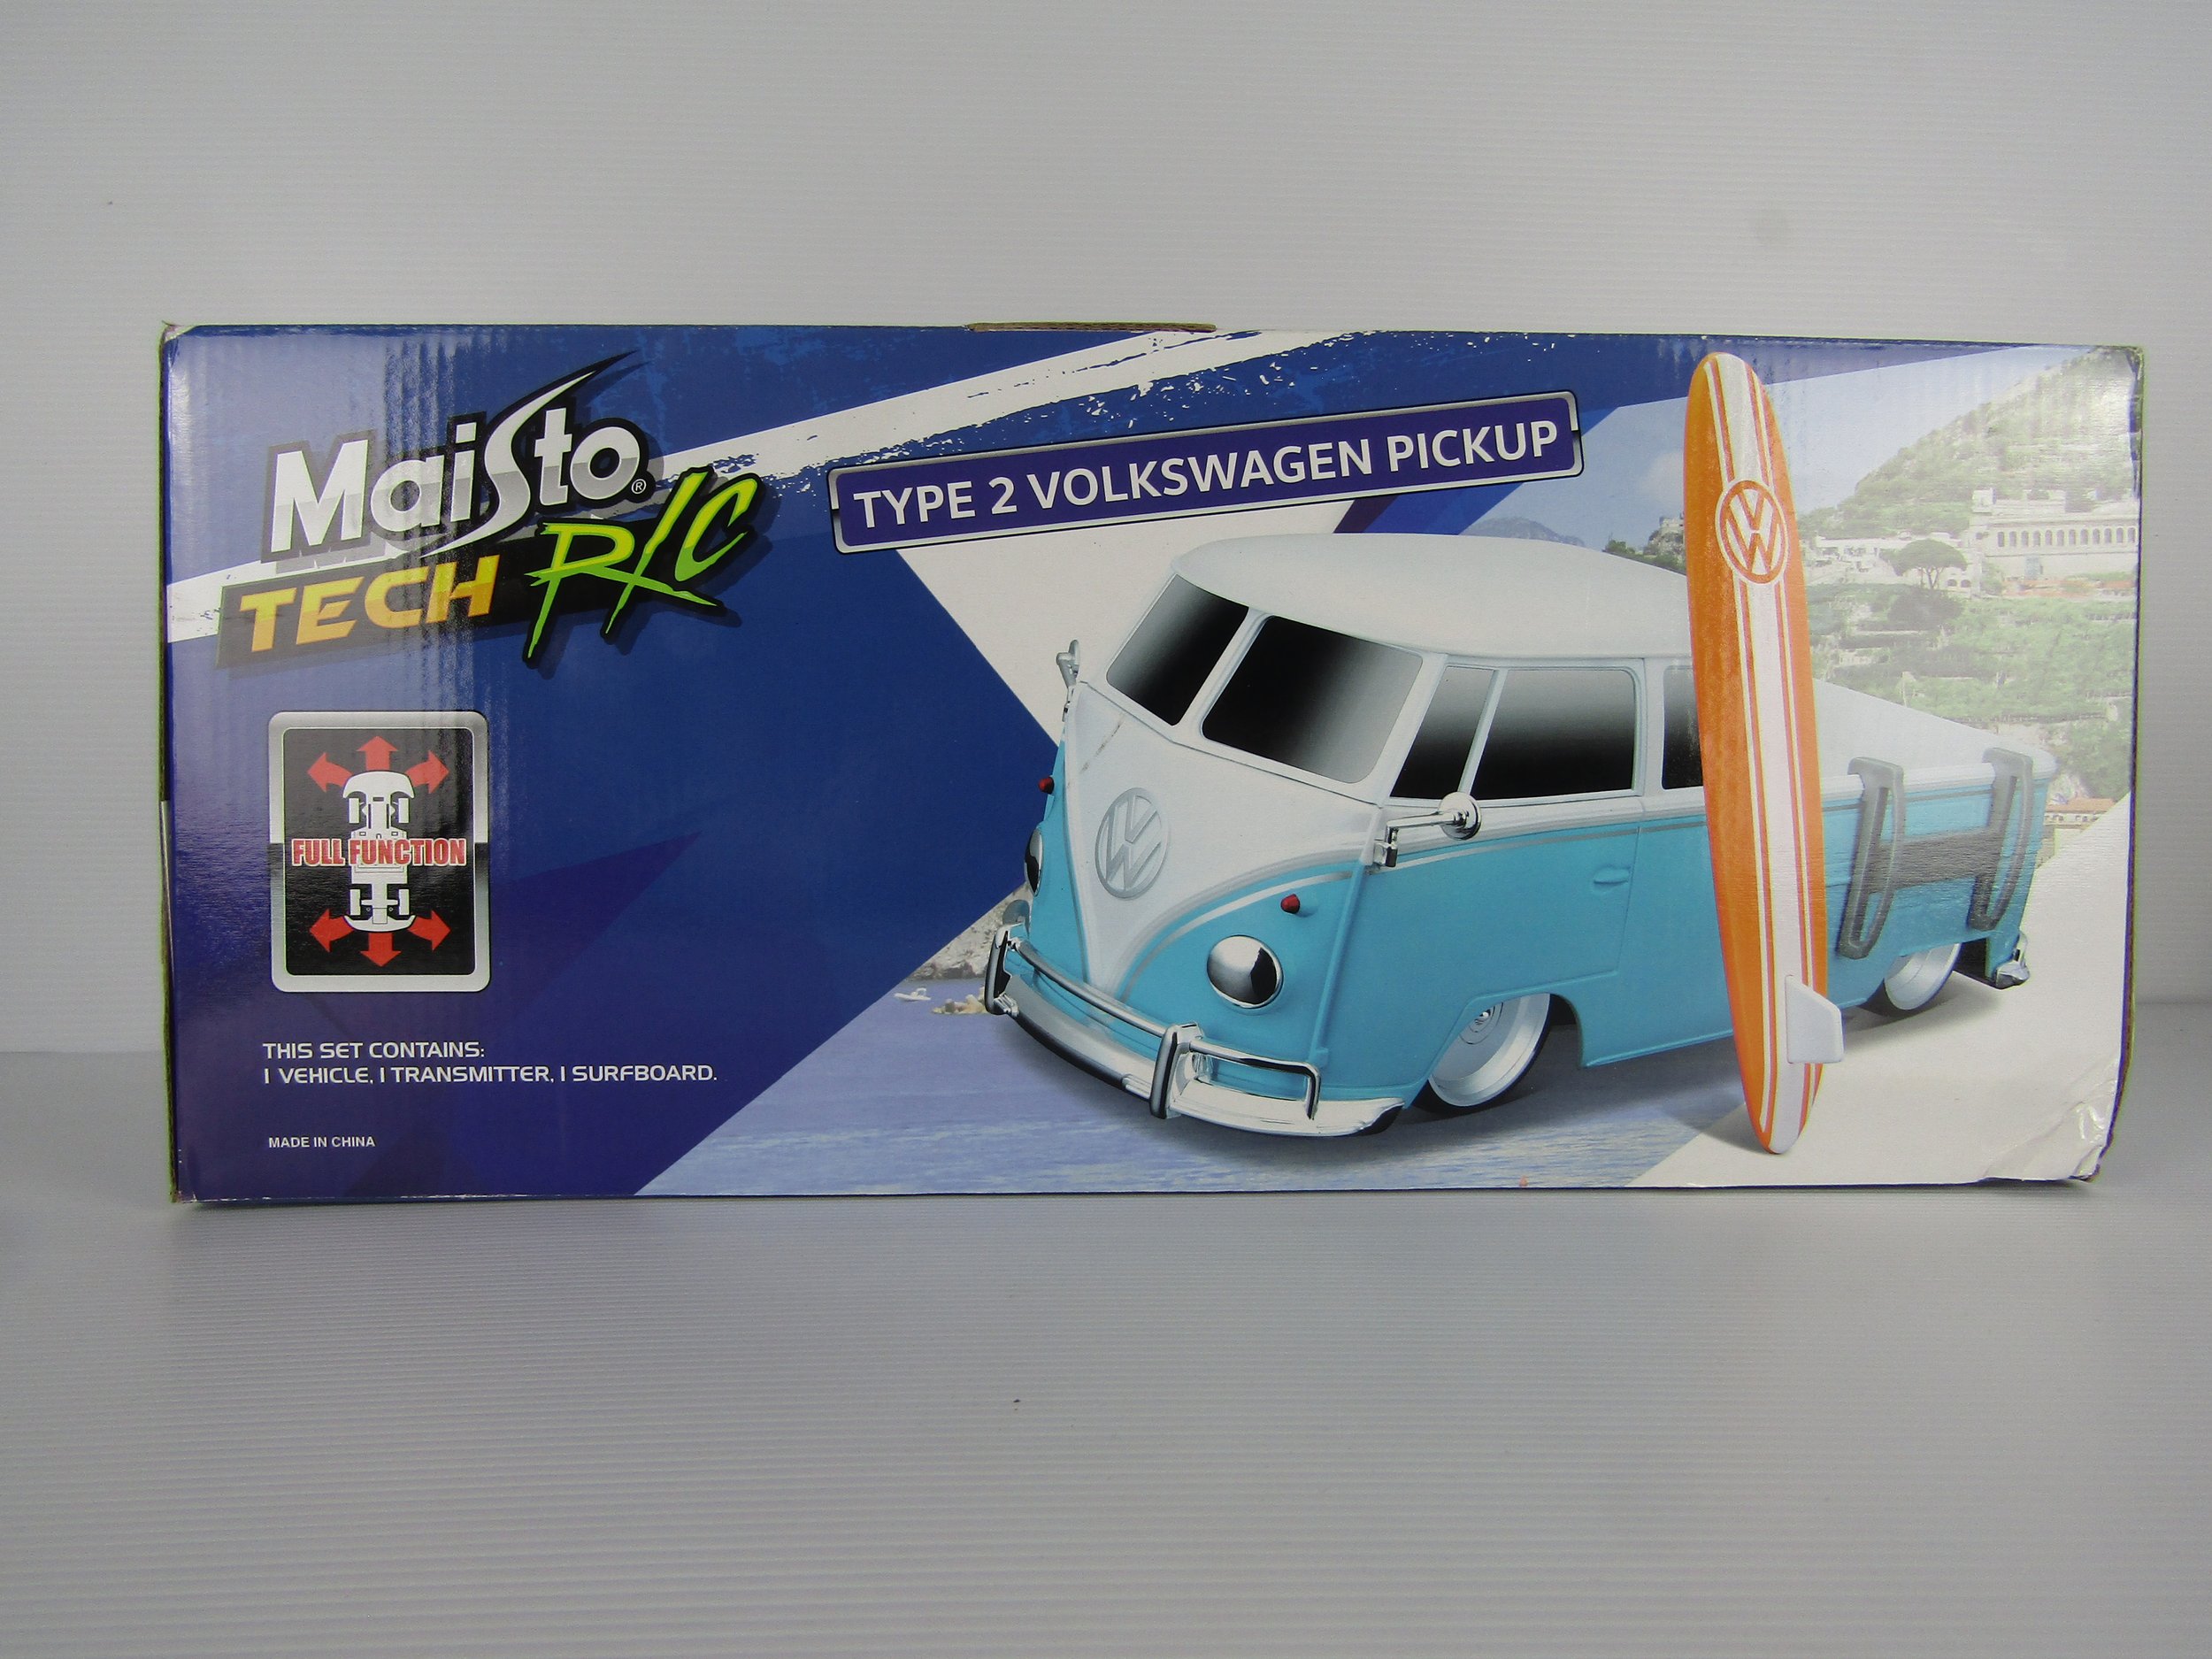 Maisto®
TECH R/C
TYPE 2 VOLKSWAGEN PICKUP
FULL FUNCTION
THIS SET CONTAINS:
1 VEHICLE, 1 TRANSMITTER, 1 SURFBOARD.
MADE IN CHINA